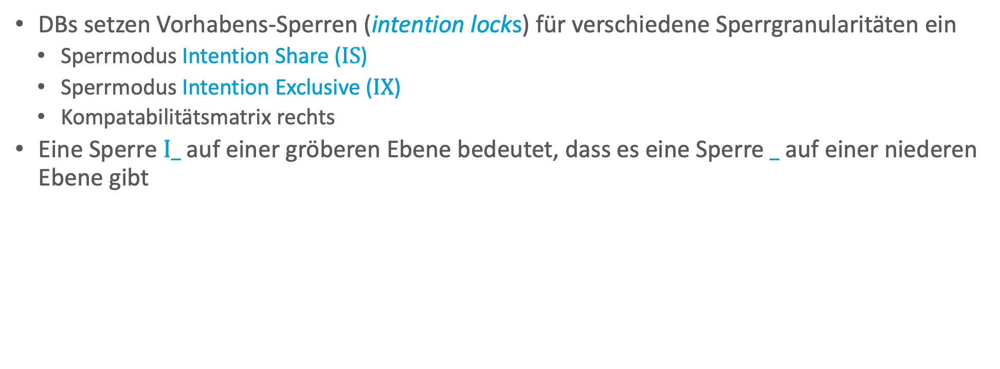 • DBs setzen Vorhabens-Sperren (intention locks) für verschiedene Sperrgranularitäten ein
• Sperrmodus Intention Share (IS)
• Sperrmodus Intention Exclusive (IX)
• Kompatabilitätsmatrix rechts
• Eine Sperre I_ auf einer gröberen Ebene bedeutet, dass es eine Sperre _ auf einer niederen
Ebene gibt